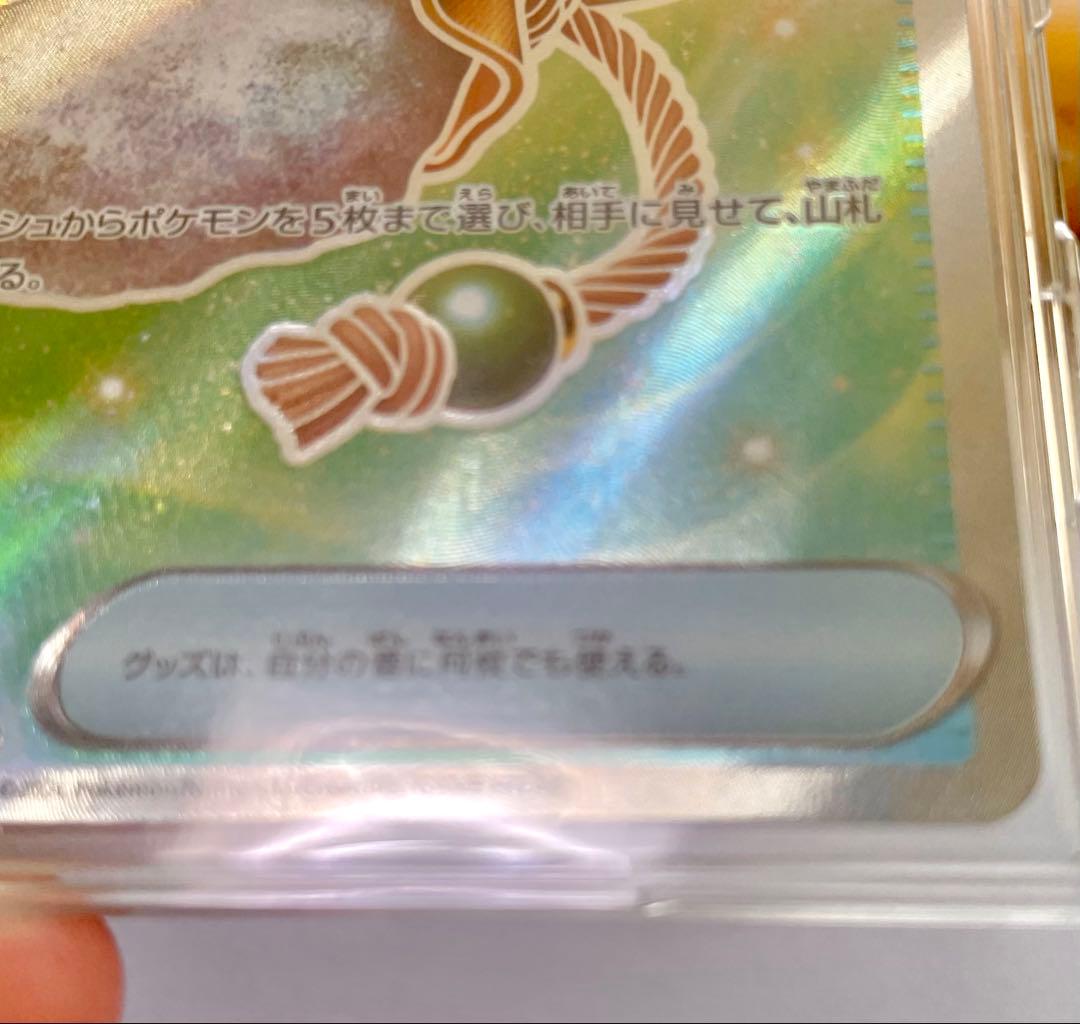 シュからポケモンを5枚まで選び、相手に見せて、山札
る。
グッズは、自分の番に何枚でも使える。